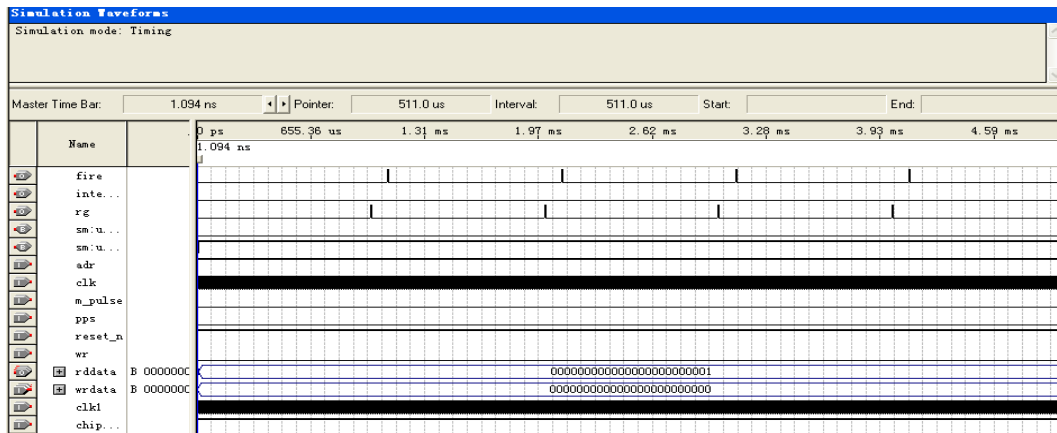 Simulation Waveforms
Simulation mode: Timing
Master Time Bar: 1.094 ns Pointer: 511.0 us Interval: 511.0 us Start: End:
Name 0 ps 655.36 us 1.31 ms 1.97 ms 2.62 ms 3.28 ms 3.93 ms 4.59 ms
1.094 ns
fire
inte...
rg
sm:u...
sm:u...
adr
clk
m_pulse
pps
reset_n
wr
rddata B 0000000
wrdata B 0000000
clk1
chip...